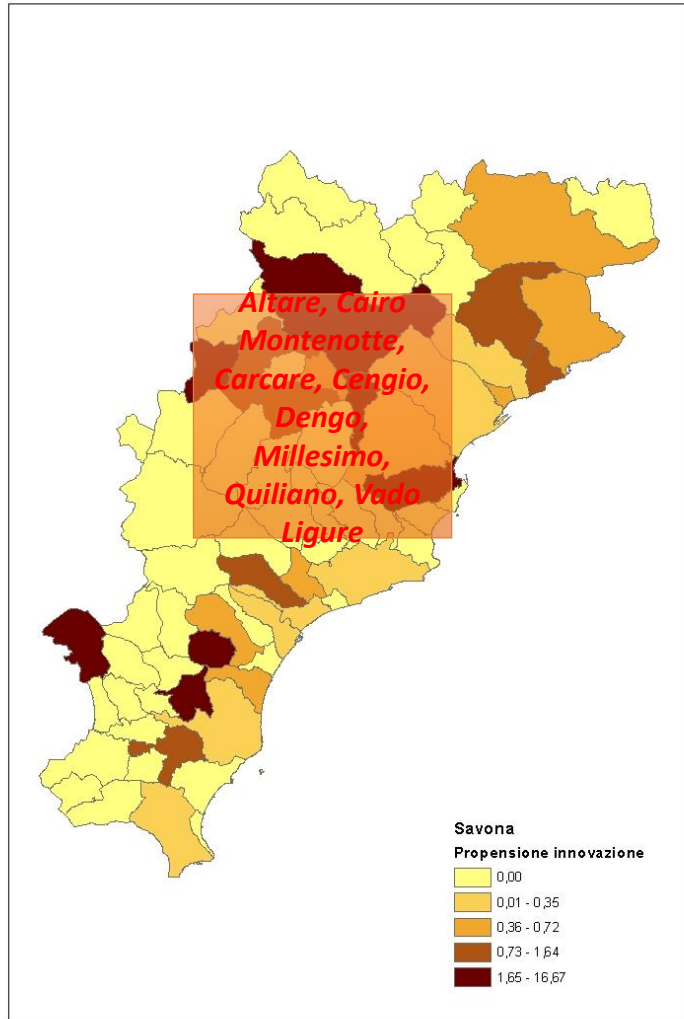 Altare, Cairo
Montenotte,
Carcare, Cengio,
Dengo,
Millesimo,
Quiliano, Vado
Ligure
Savona
Propensione innovazione
0,00
0,01 - 0,35
0,36 - 0,72
0,73 - 1,64
1,65 - 16,67